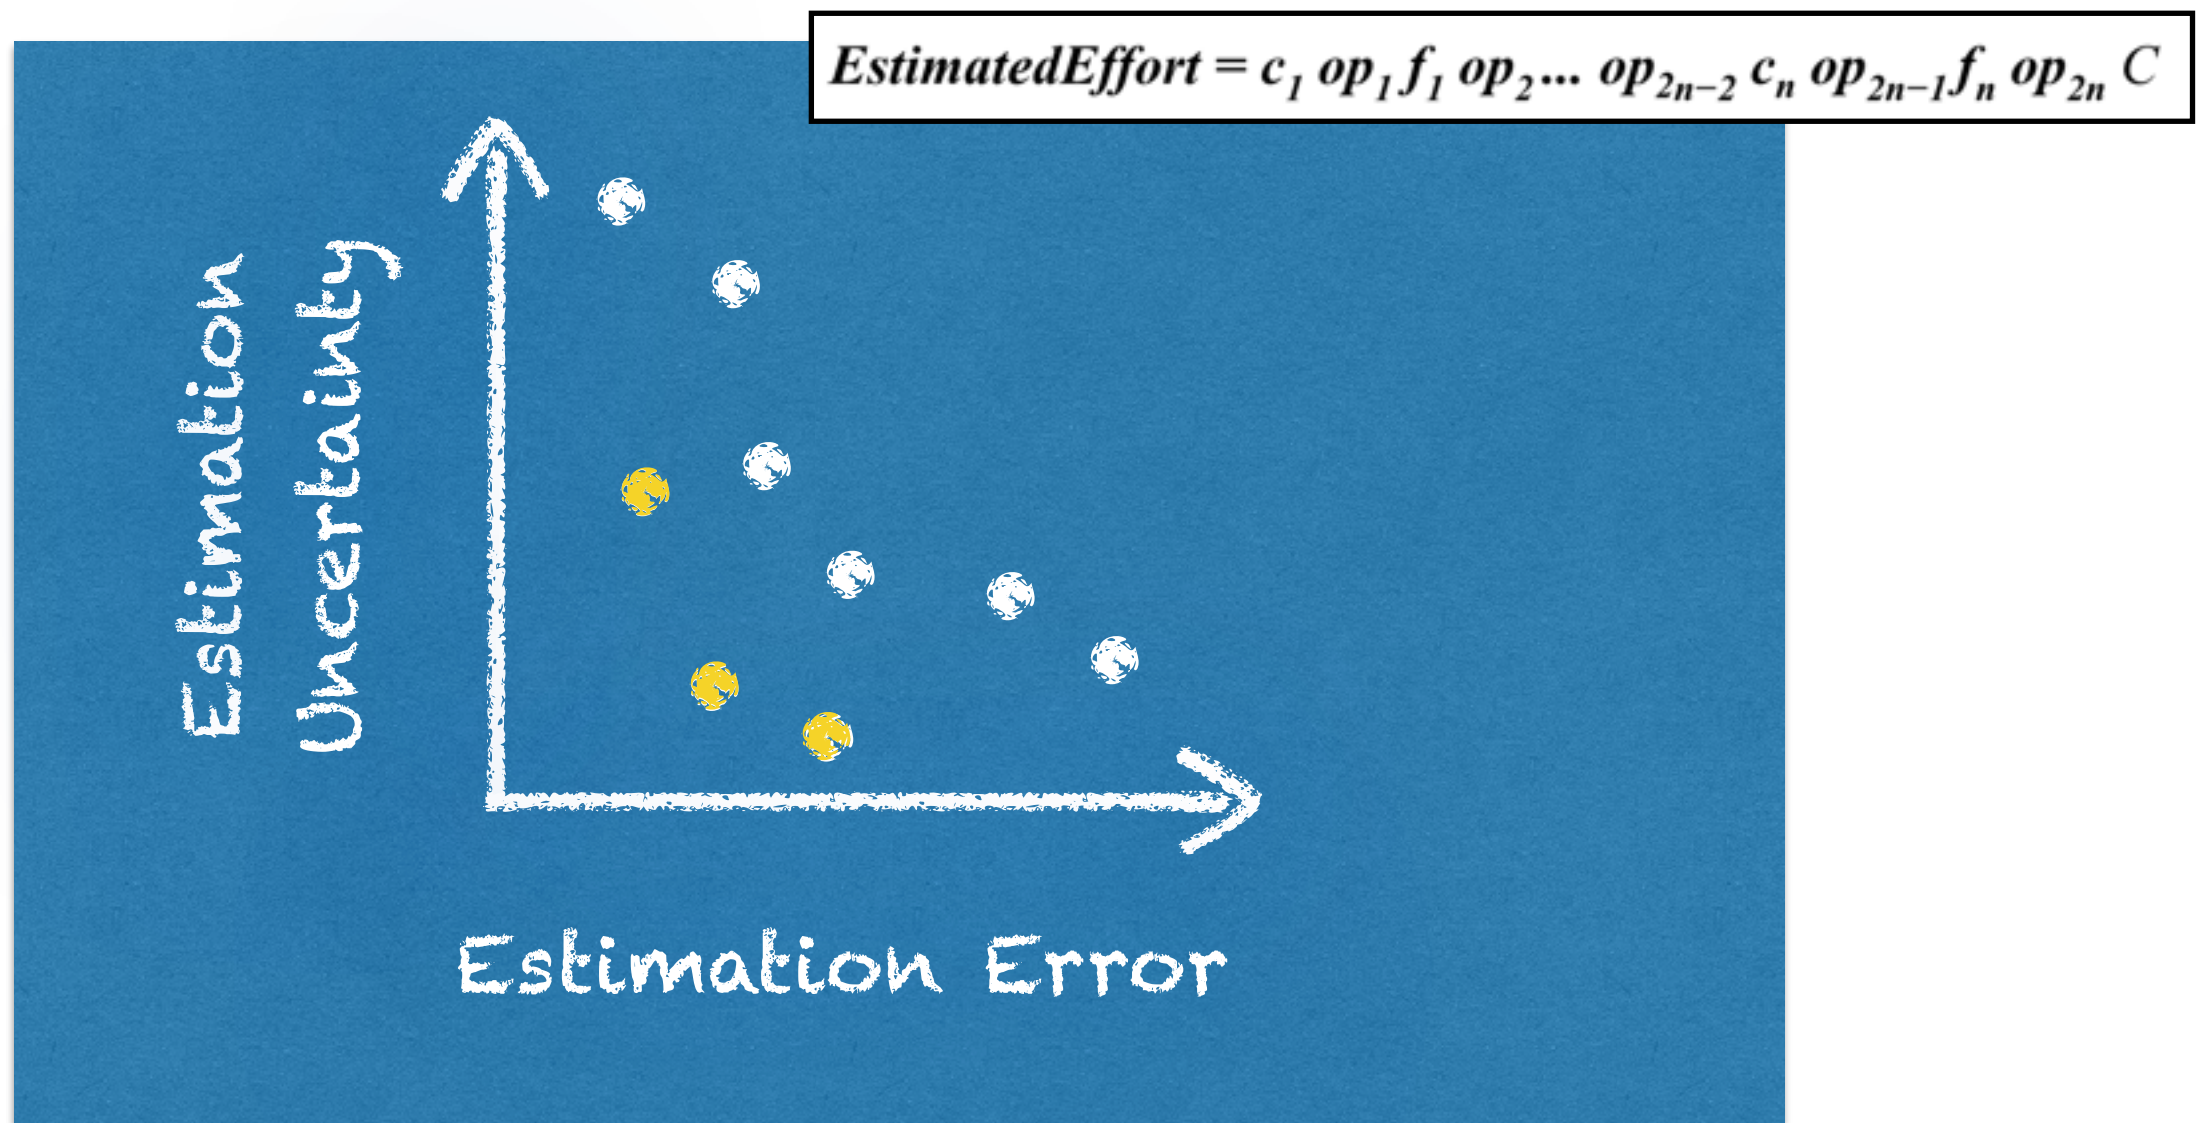 EstimatedEffort = c₁ op₁ f₁ op₂ ... op₂ₙ₋₂ cₙ op₂ₙ₋₁ fₙ op₂ₙ C
Estimation
Uncertainty
Estimation Error